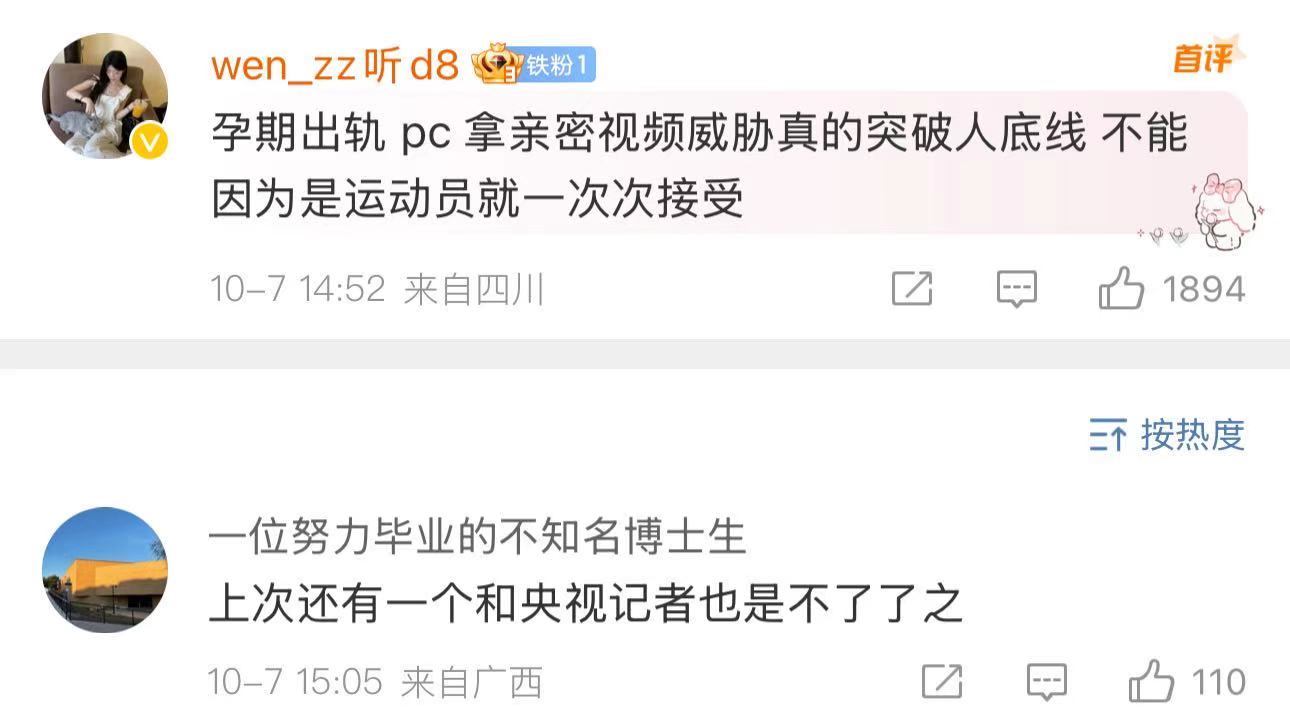 wen_zz听d8 铁粉1 首评
孕期出轨 pc 拿亲密视频威胁真的突破人底线 不能
因为是运动员就一次次接受
10-7 14:52 来自四川 1894
按热度
一位努力毕业的不知名博士生
上次还有一个和央视记者也是不了了之
10-7 15:05 来自广西 110